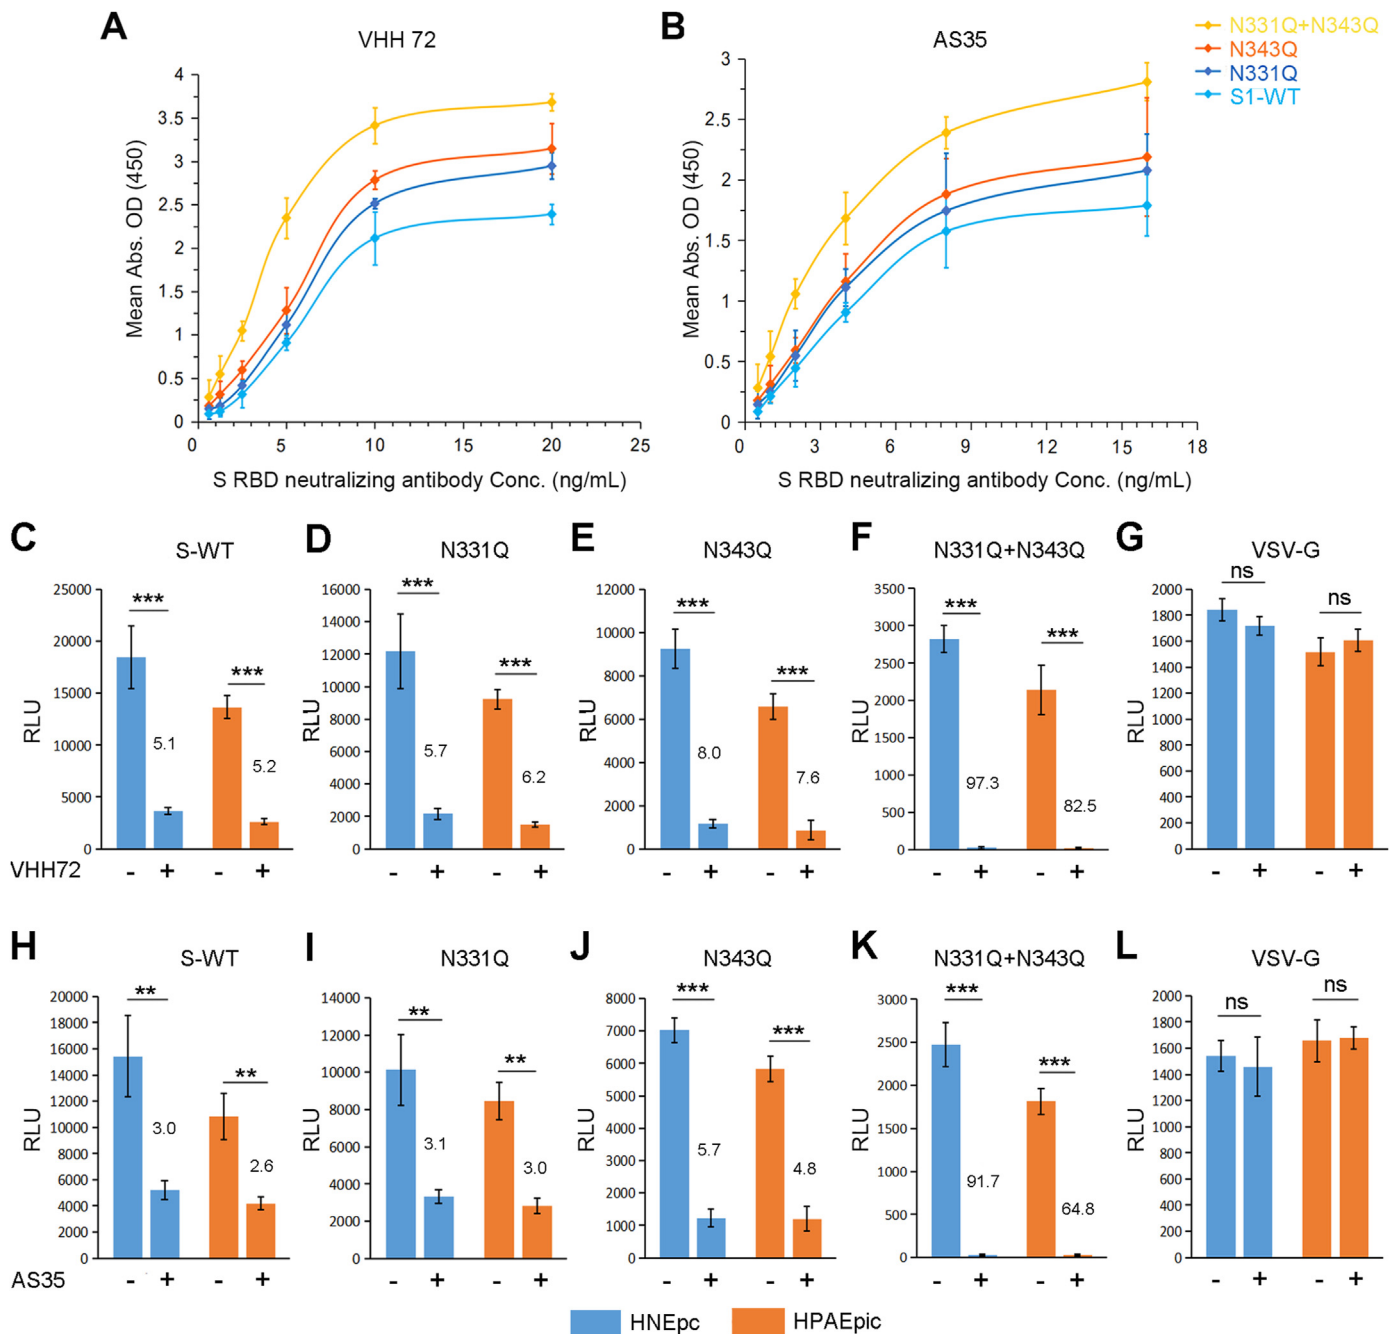 A
VHH 72
B
AS35
N331Q+N343Q
N343Q
N331Q
S1-WT
Mean Abs. OD (450)
4
3.5
3
2.5
2
1.5
1
0.5
0
0 5 10 15 20 25
S RBD neutralizing antibody Conc. (ng/mL)
Mean Abs. OD (450)
3
2.5
2
1.5
1
0.5
0
0 3 6 9 12 15 18
S RBD neutralizing antibody Conc. (ng/mL)
C
S-WT
RLU
25000
20000
15000
10000
5000
0
***
5.1
***
5.2
D
N331Q
RLU
16000
14000
12000
10000
8000
6000
4000
2000
0
***
5.7
***
6.2
E
N343Q
RLU
12000
10000
8000
6000
4000
2000
0
***
8.0
***
7.6
F
N331Q+N343Q
RLU
3500
3000
2500
2000
1500
1000
500
0
***
97.3
***
82.5
G
VSV-G
RLU
2000
1800
1600
1400
1200
1000
800
600
400
200
0
ns
ns
VHH72 - + - + - + - + - + - + - + - + - + - +
H
S-WT
RLU
20000
18000
16000
14000
12000
10000
8000
6000
4000
2000
0
**
3.0
**
2.6
I
N331Q
RLU
14000
12000
10000
8000
6000
4000
2000
0
**
3.1
**
3.0
J
N343Q
RLU
8000
7000
6000
5000
4000
3000
2000
1000
0
***
5.7
***
4.8
K
N331Q+N343Q
RLU
3000
2500
2000
1500
1000
500
0
***
91.7
***
64.8
L
VSV-G
RLU
2000
1800
1600
1400
1200
1000
800
600
400
200
0
ns
ns
AS35 - + - + - + - + - + - + - + - + - + - +
HNEpc HPAEpic